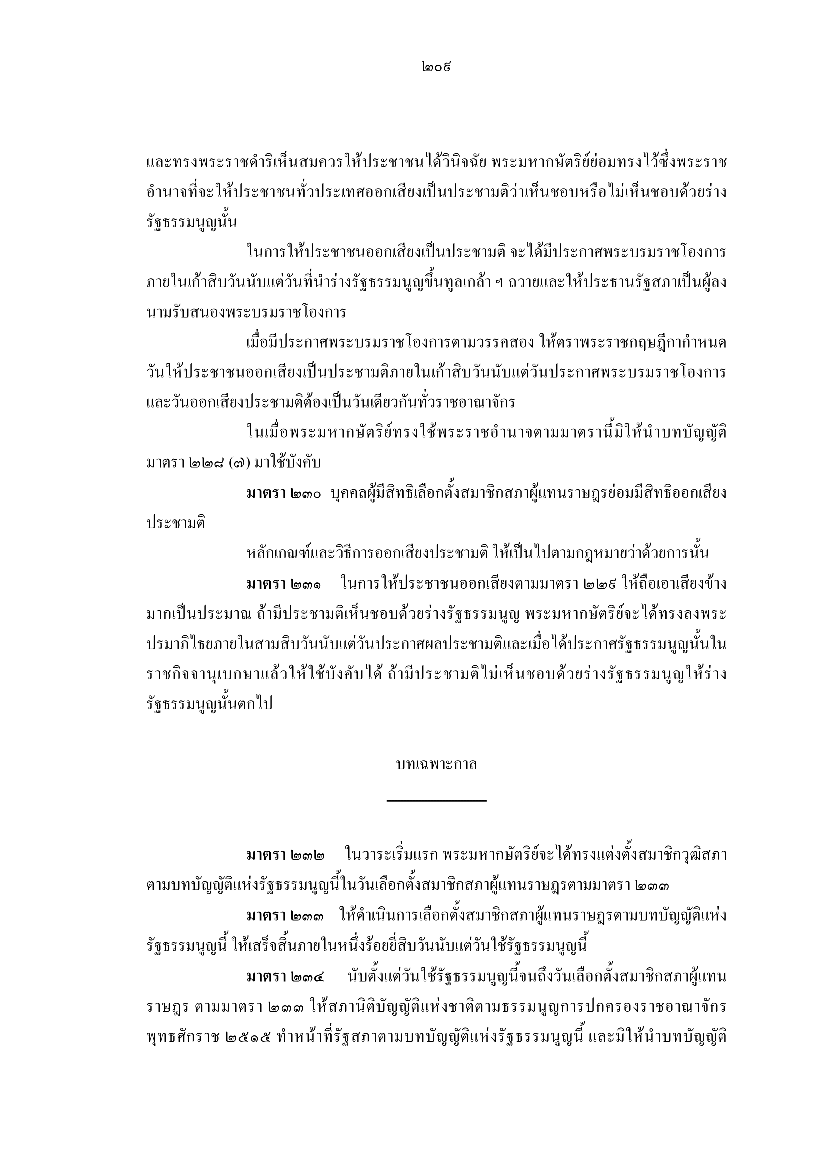 ๒๐๙
และทรงพระราชดำริเห็นสมควรให้ประชาชนได้วินิจฉัย พระมหากษัตริย์ย่อมทรงไว้ซึ่งพระราช
อำนาจที่จะให้ประชาชนทั่วประเทศออกเสียงเป็นประชามติว่าเห็นชอบหรือไม่เห็นชอบด้วยร่าง
รัฐธรรมนูญนั้น
ในการให้ประชาชนออกเสียงเป็นประชามติ จะได้มีประกาศพระบรมราชโองการ
ภายในเก้าสิบวันนับแต่วันที่นำร่างรัฐธรรมนูญขึ้นทูลเกล้า ฯ ถวายและให้ประธานรัฐสภาเป็นผู้ลง
นามรับสนองพระบรมราชโองการ
เมื่อมีประกาศพระบรมราชโองการตามวรรคสอง ให้ตราพระราชกฤษฎีกากำหนด
วันให้ประชาชนออกเสียงเป็นประชามติภายในเก้าสิบวันนับแต่วันประกาศพระบรมราชโองการ
และวันออกเสียงประชามติต้องเป็นวันเดียวกันทั่วราชอาณาจักร
ในเมื่อพระมหากษัตริย์ทรงใช้พระราชอำนาจตามมาตรานี้มิให้นำบทบัญญัติ
มาตรา ๒๒๘ (๗) มาใช้บังคับ
มาตรา ๒๓๐ บุคคลผู้มีสิทธิเลือกตั้งสมาชิกสภาผู้แทนราษฎรย่อมมีสิทธิออกเสียง
ประชามติ
หลักเกณฑ์และวิธีการออกเสียงประชามติ ให้เป็นไปตามกฎหมายว่าด้วยการนั้น
มาตรา ๒๓๑ ในการให้ประชาชนออกเสียงตามมาตรา ๒๒๙ ให้ถือเอาเสียงข้าง
มากเป็นประมาณ ถ้ามีประชามติเห็นชอบด้วยร่างรัฐธรรมนูญ พระมหากษัตริย์จะได้ทรงลงพระ
ปรมาภิไธยภายในสามสิบวันนับแต่วันประกาศผลประชามติและเมื่อได้ประกาศรัฐธรรมนูญนั้นใน
ราชกิจจานุเบกษาแล้วให้ใช้บังคับได้ ถ้ามีประชามติไม่เห็นชอบด้วยร่างรัฐธรรมนูญให้ร่าง
รัฐธรรมนูญนั้นตกไป
บทเฉพาะกาล
มาตรา ๒๓๒ ในวาระเริ่มแรก พระมหากษัตริย์จะได้ทรงแต่งตั้งสมาชิกวุฒิสภา
ตามบทบัญญัติแห่งรัฐธรรมนูญนี้ในวันเลือกตั้งสมาชิกสภาผู้แทนราษฎรตามมาตรา ๒๓๓
มาตรา ๒๓๓ ให้ดำเนินการเลือกตั้งสมาชิกสภาผู้แทนราษฎรตามบทบัญญัติแห่ง
รัฐธรรมนูญนี้ ให้เสร็จสิ้นภายในหนึ่งร้อยยี่สิบวันนับแต่วันใช้รัฐธรรมนูญนี้
มาตรา ๒๓๔ นับตั้งแต่วันใช้รัฐธรรมนูญนี้จนถึงวันเลือกตั้งสมาชิกสภาผู้แทน
ราษฎร ตามมาตรา ๒๓๓ ให้สภานิติบัญญัติแห่งชาติตามธรรมนูญการปกครองราชอาณาจักร
พุทธศักราช ๒๕๑๕ ทำหน้าที่รัฐสภาตามบทบัญญัติแห่งรัฐธรรมนูญนี้ และมิให้นำบทบัญญัติ